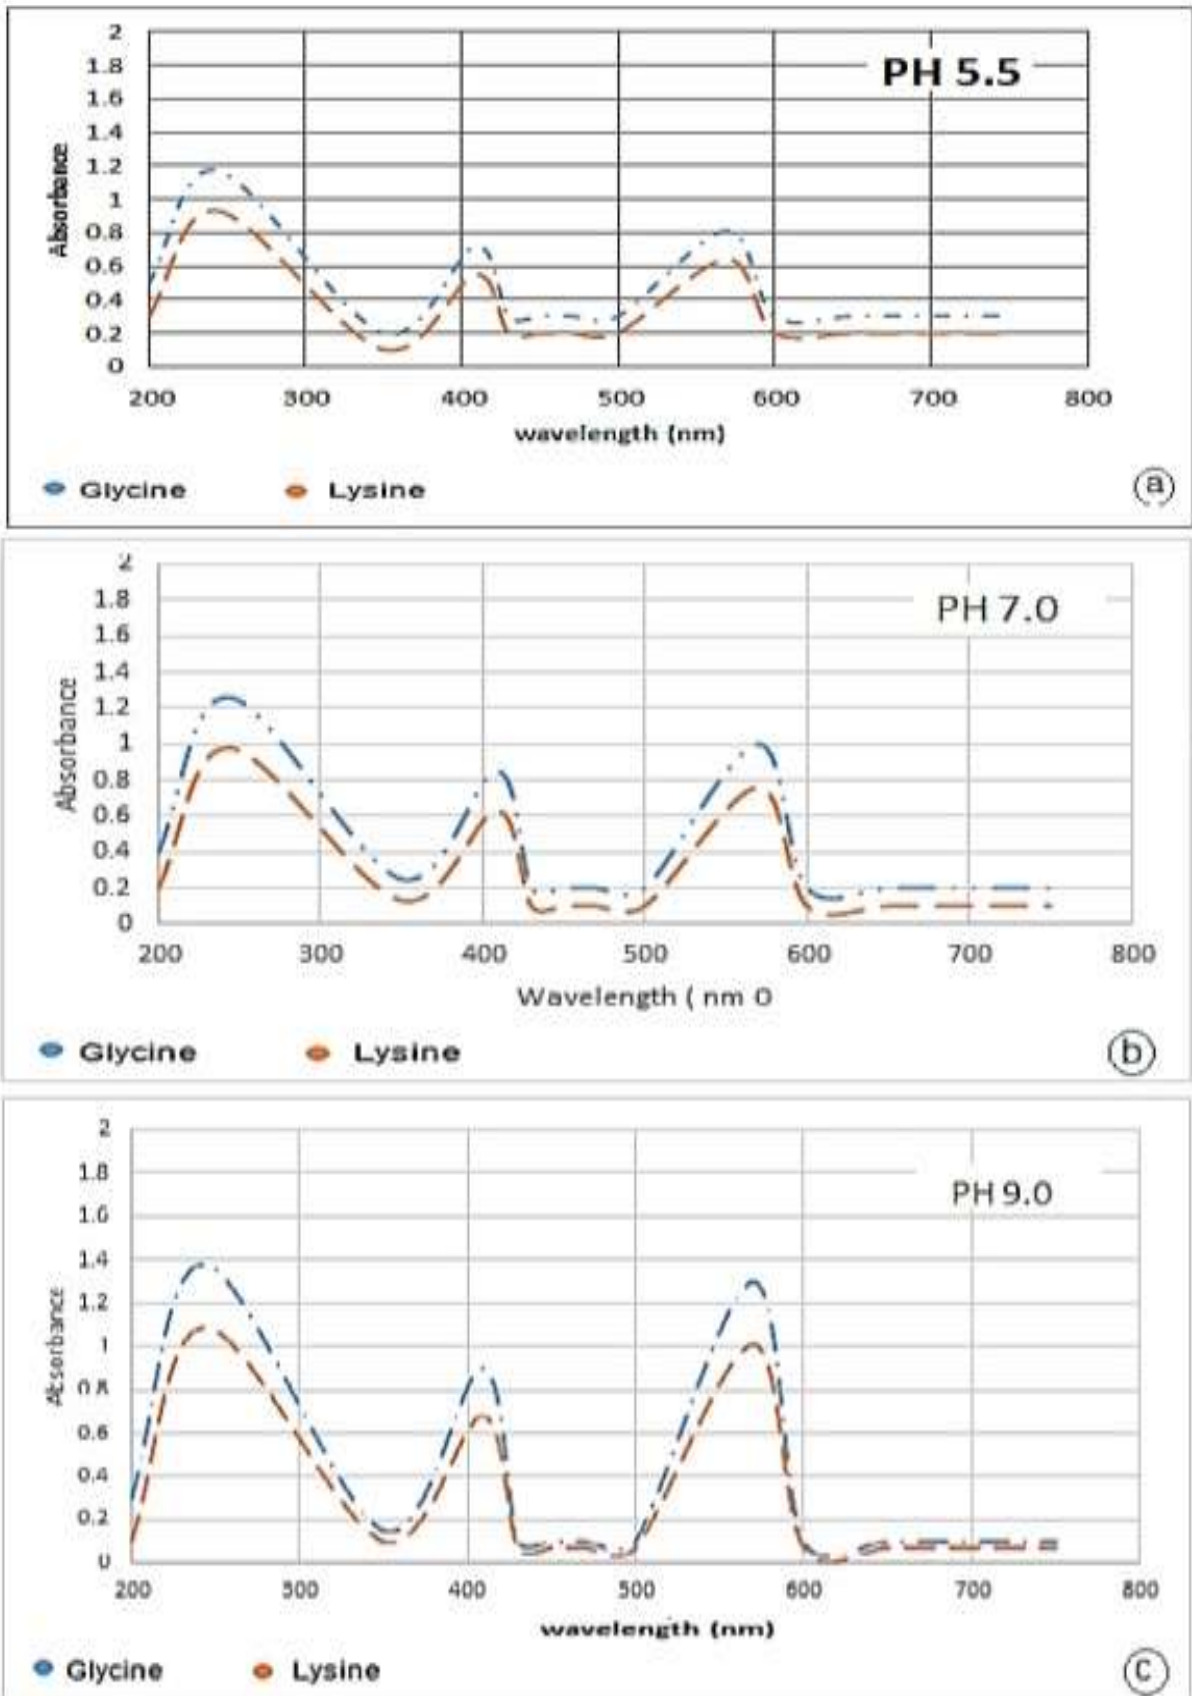 2
1.8
PH 5.5
1.6
1.4
1.2
1
0.8
0.6
0.4
0.2
0
Absorbance
200 300 400 500 600 700 800
wavelength (nm)
Glycine Lysine
a
2
1.8
PH 7.0
1.6
1.4
1.2
1
0.8
0.6
0.4
0.2
0
Absorbance
200 300 400 500 600 700 800
Wavelength ( nm 0
Glycine Lysine
b
2
1.8
PH 9.0
1.6
1.4
1.2
1
0.8
0.6
0.4
0.2
0
Absorbance
200 300 400 500 600 700 800
wavelength (nm)
Glycine Lysine
c